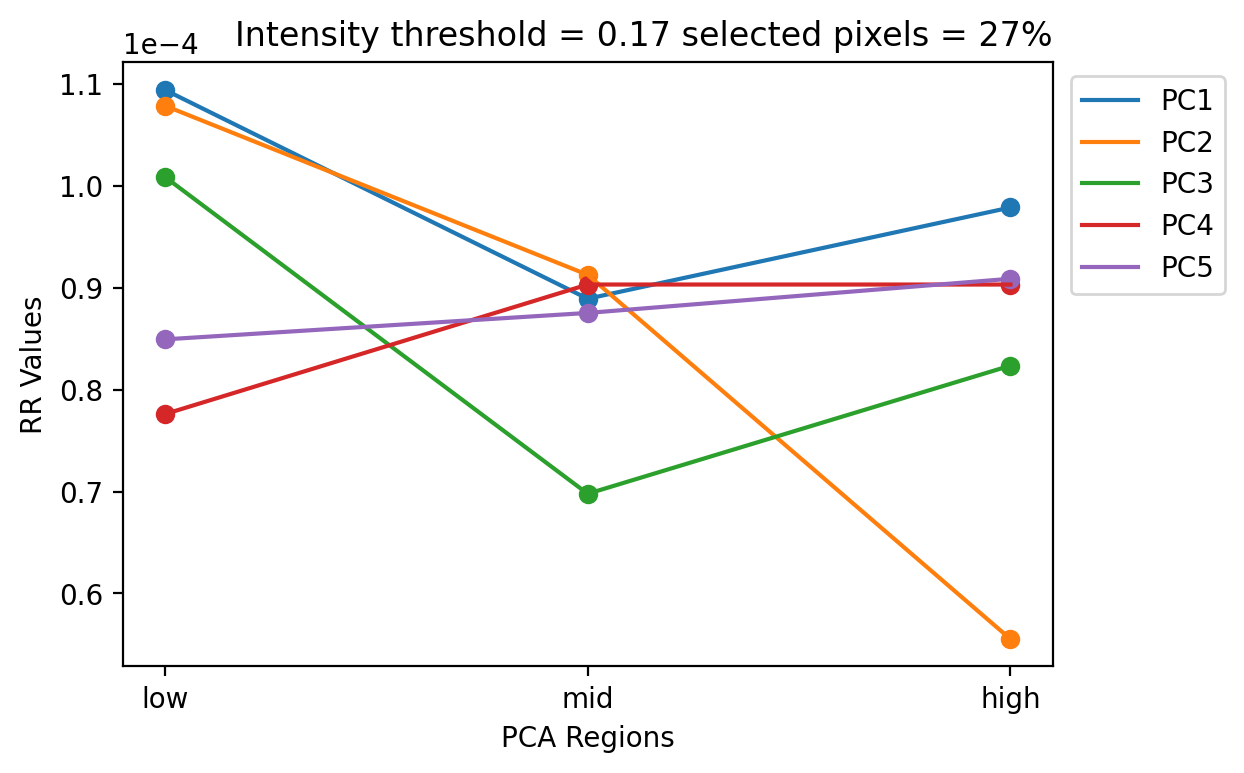 Intensity threshold = 0.17 selected pixels = 27%
1e−4
1.1
1.0
0.9
0.8
0.7
0.6
RR Values
low mid high
PCA Regions
PC1
PC2
PC3
PC4
PC5